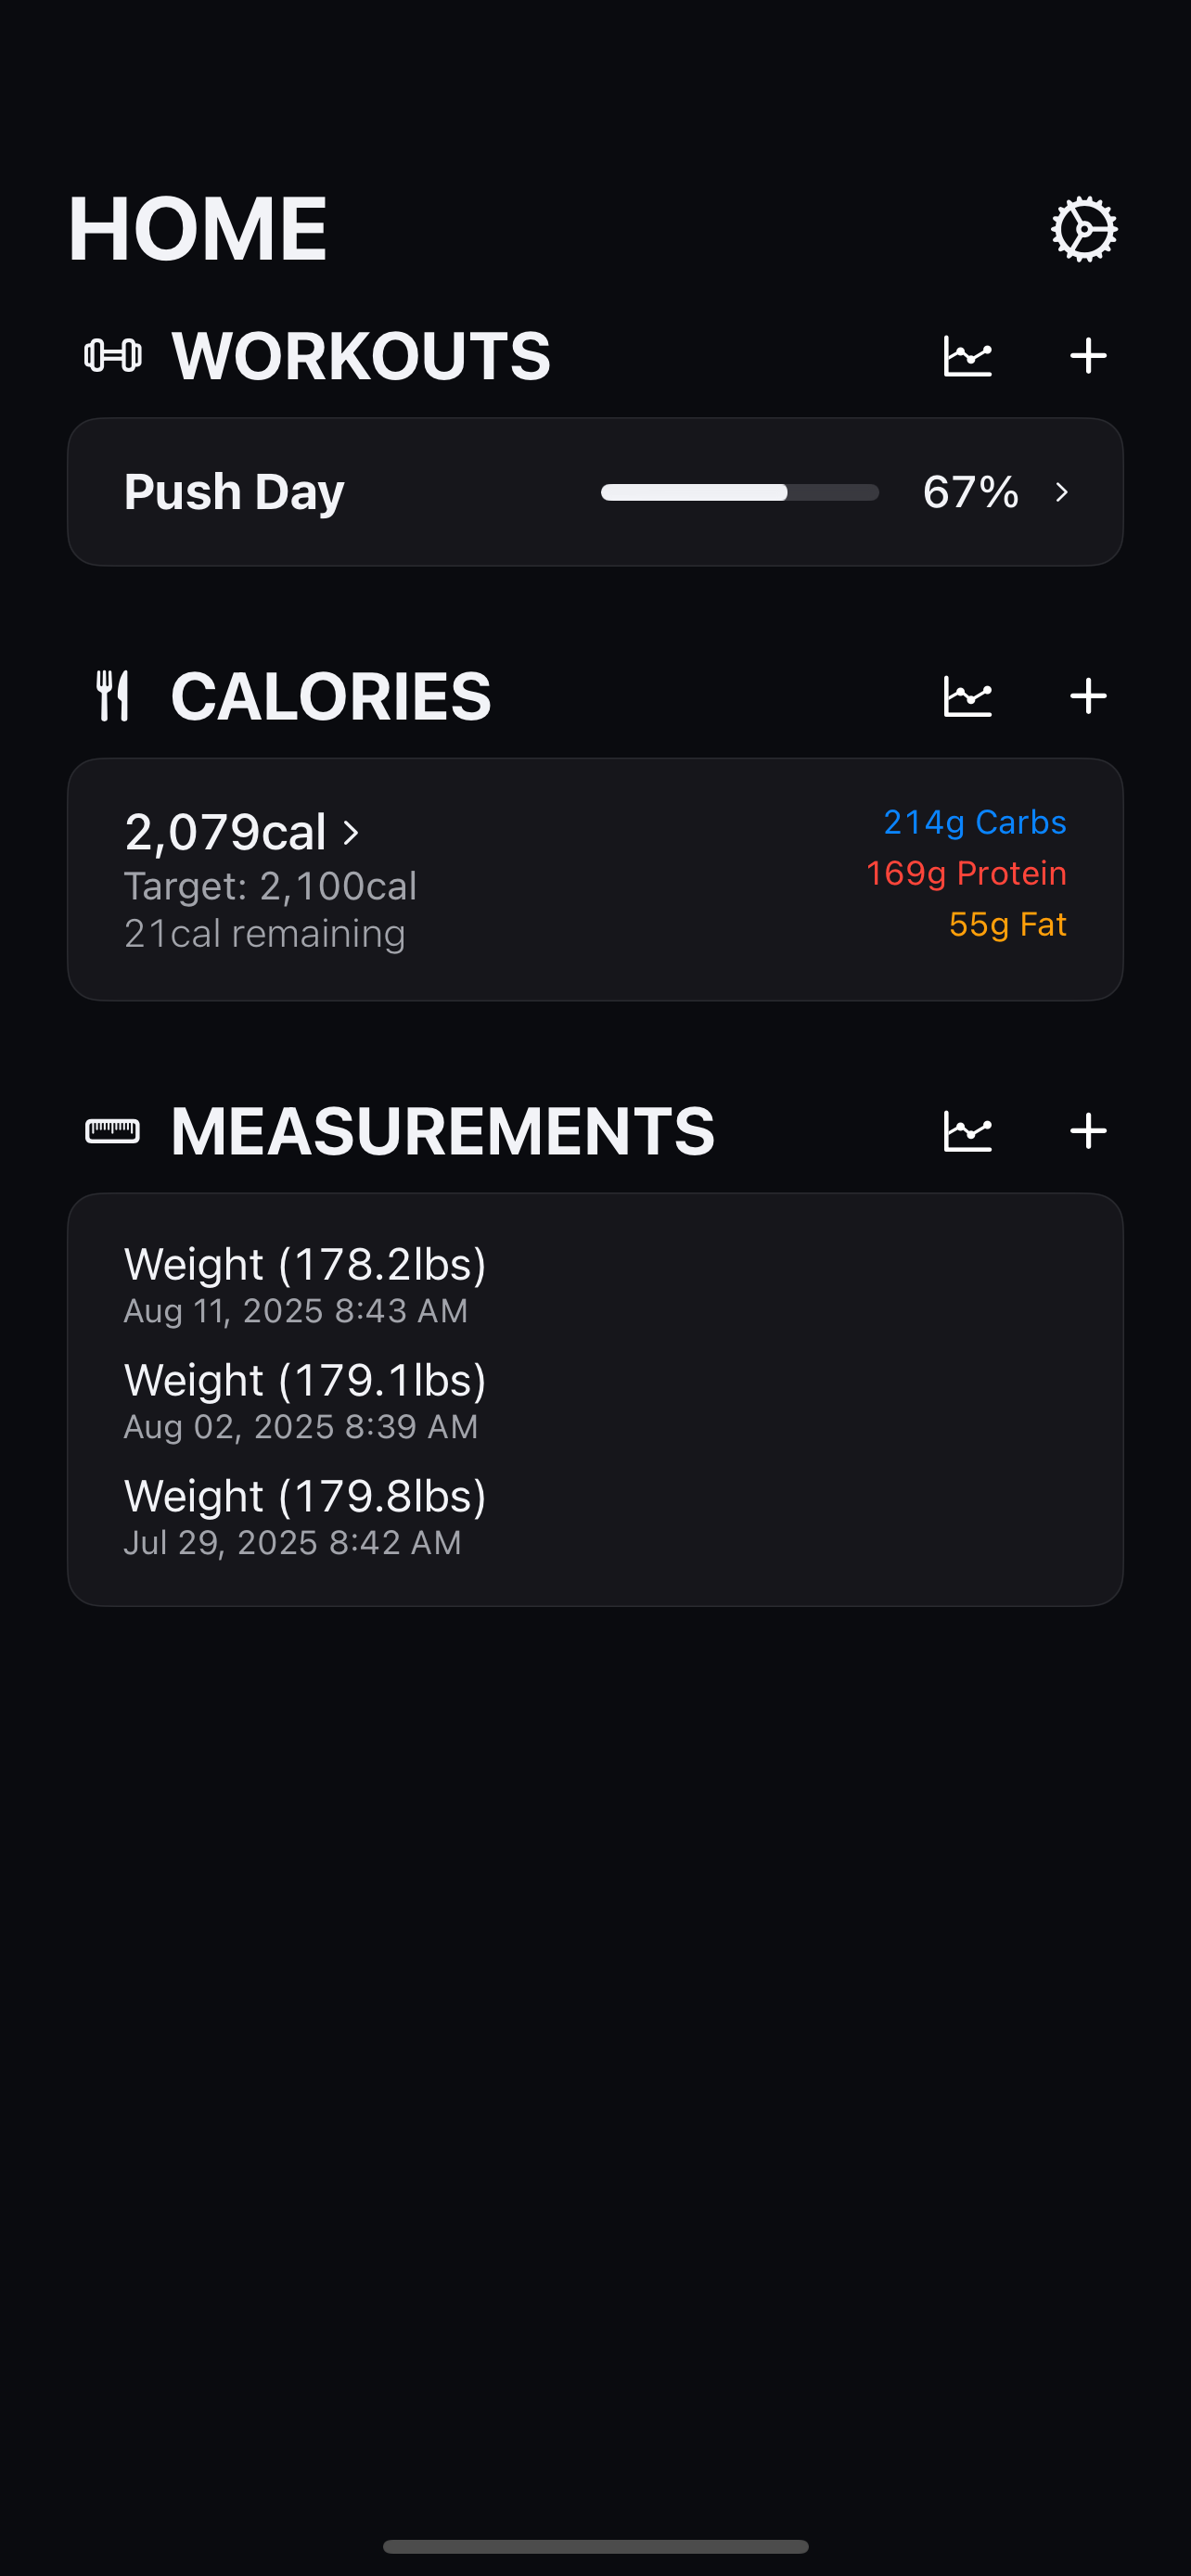 HOME
WORKOUTS
Push Day 67%
CALORIES
2,079cal
Target: 2,100cal
21cal remaining
214g Carbs
169g Protein
55g Fat
MEASUREMENTS
Weight (178.2lbs)
Aug 11, 2025 8:43 AM
Weight (179.1lbs)
Aug 02, 2025 8:39 AM
Weight (179.8lbs)
Jul 29, 2025 8:42 AM